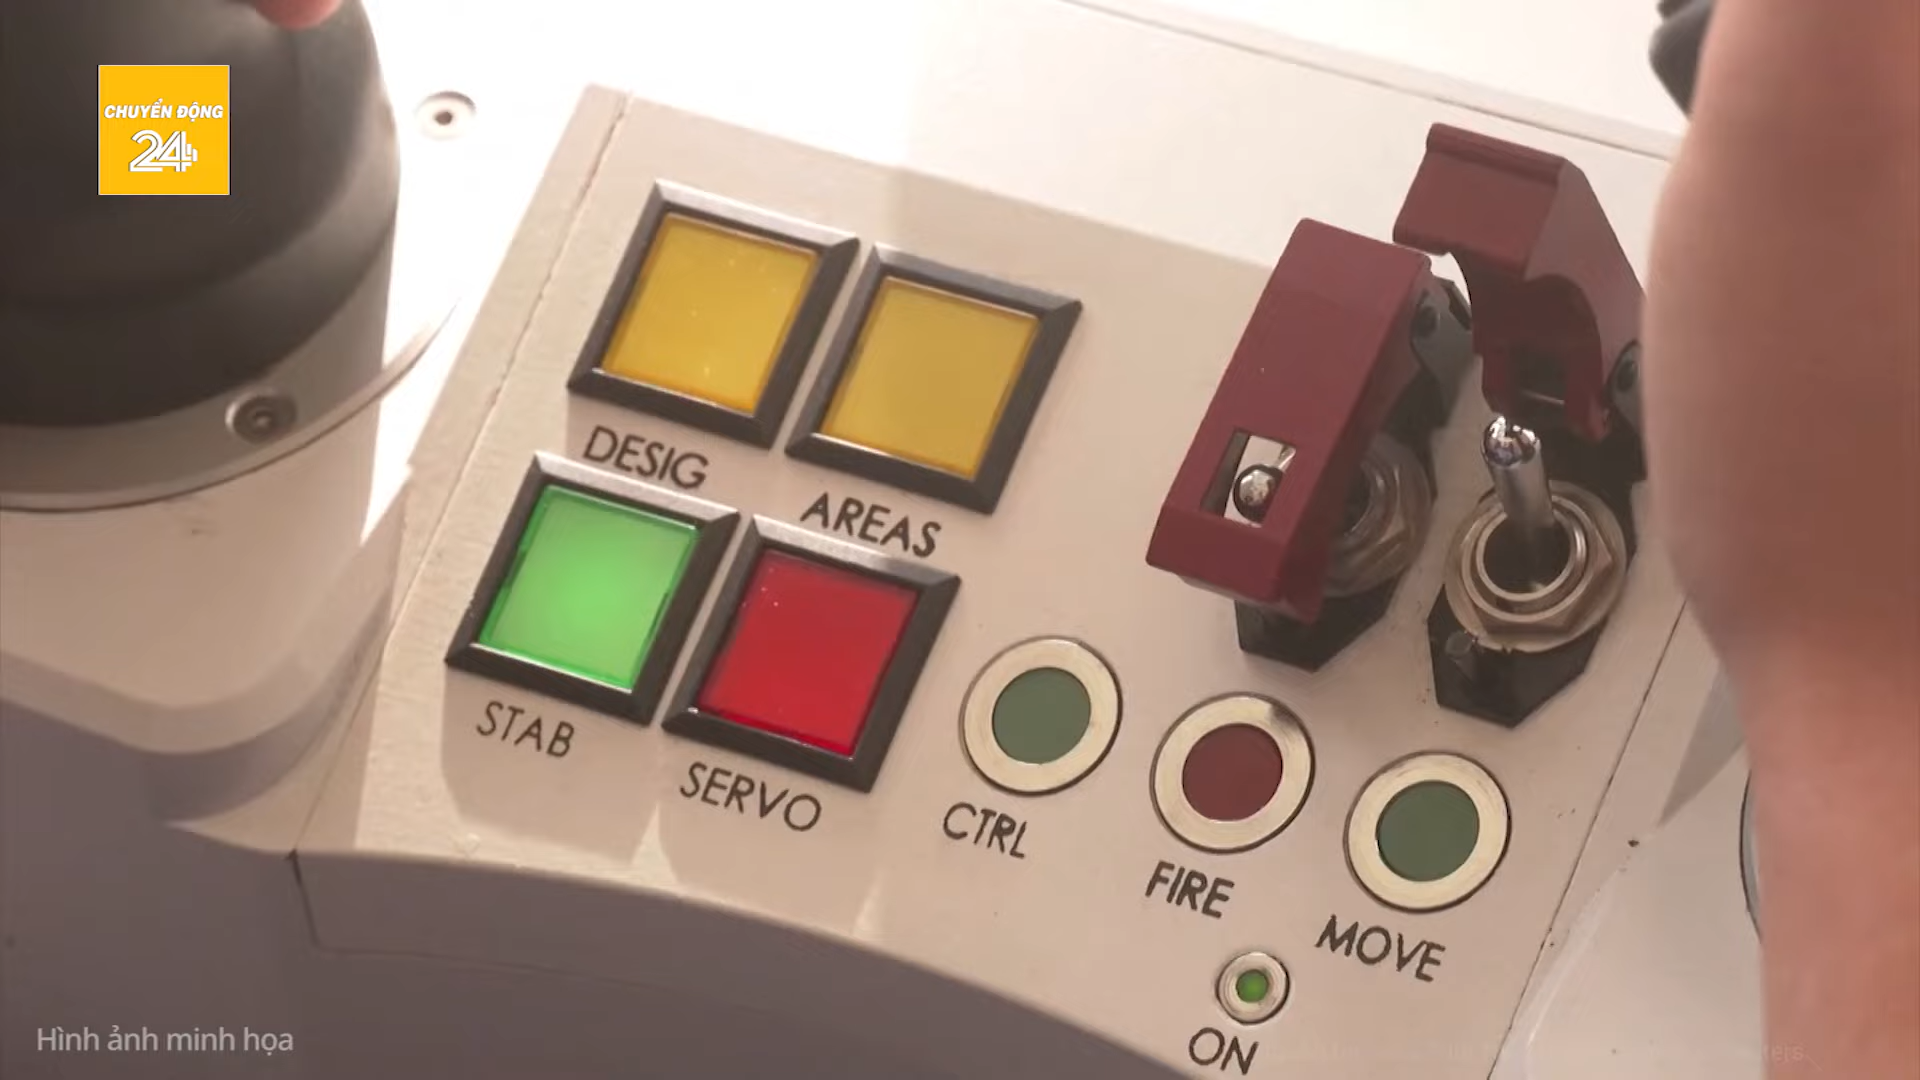 CHUYỂN ĐỘNG
24h
DESIG
AREAS
STAB
SERVO
CTRL
FIRE
MOVE
ON
Hình ảnh minh họa